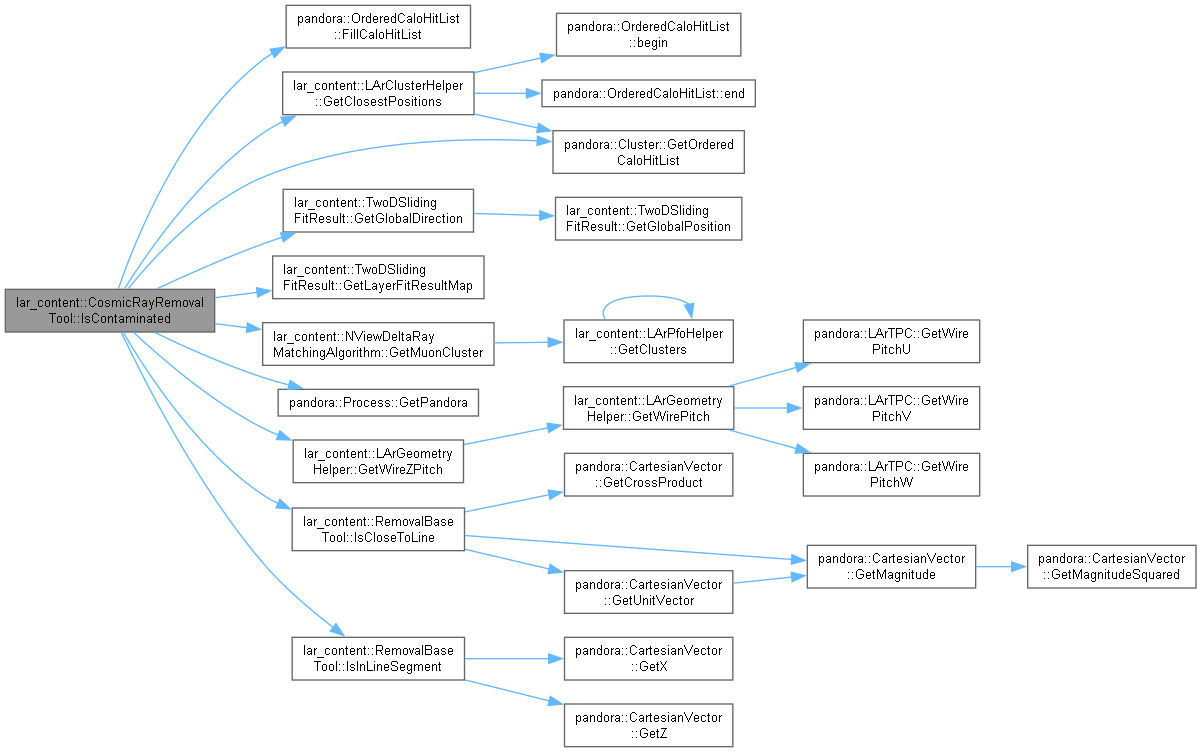 lar_content::CosmicRayRemoval
Tool::IsContaminated
pandora::OrderedCaloHitList
::FillCaloHitList
lar_content::LArClusterHelper
::GetClosestPositions
pandora::OrderedCaloHitList
::begin
pandora::OrderedCaloHitList::end
pandora::Cluster::GetOrdered
CaloHitList
lar_content::TwoDSliding
FitResult::GetGlobalDirection
lar_content::TwoDSliding
FitResult::GetGlobalPosition
lar_content::TwoDSliding
FitResult::GetLayerFitResultMap
lar_content::NViewDeltaRay
MatchingAlgorithm::GetMuonCluster
lar_content::LArPfoHelper
::GetClusters
pandora::Process::GetPandora
lar_content::LArGeometry
Helper::GetWireZPitch
lar_content::LArGeometry
Helper::GetWirePitch
pandora::LArTPC::GetWire
PitchU
pandora::LArTPC::GetWire
PitchV
pandora::LArTPC::GetWire
PitchW
lar_content::RemovalBase
Tool::IsCloseToLine
pandora::CartesianVector
::GetCrossProduct
pandora::CartesianVector
::GetUnitVector
pandora::CartesianVector
::GetMagnitude
pandora::CartesianVector
::GetMagnitudeSquared
lar_content::RemovalBase
Tool::IsInLineSegment
pandora::CartesianVector
::GetX
pandora::CartesianVector
::GetZ